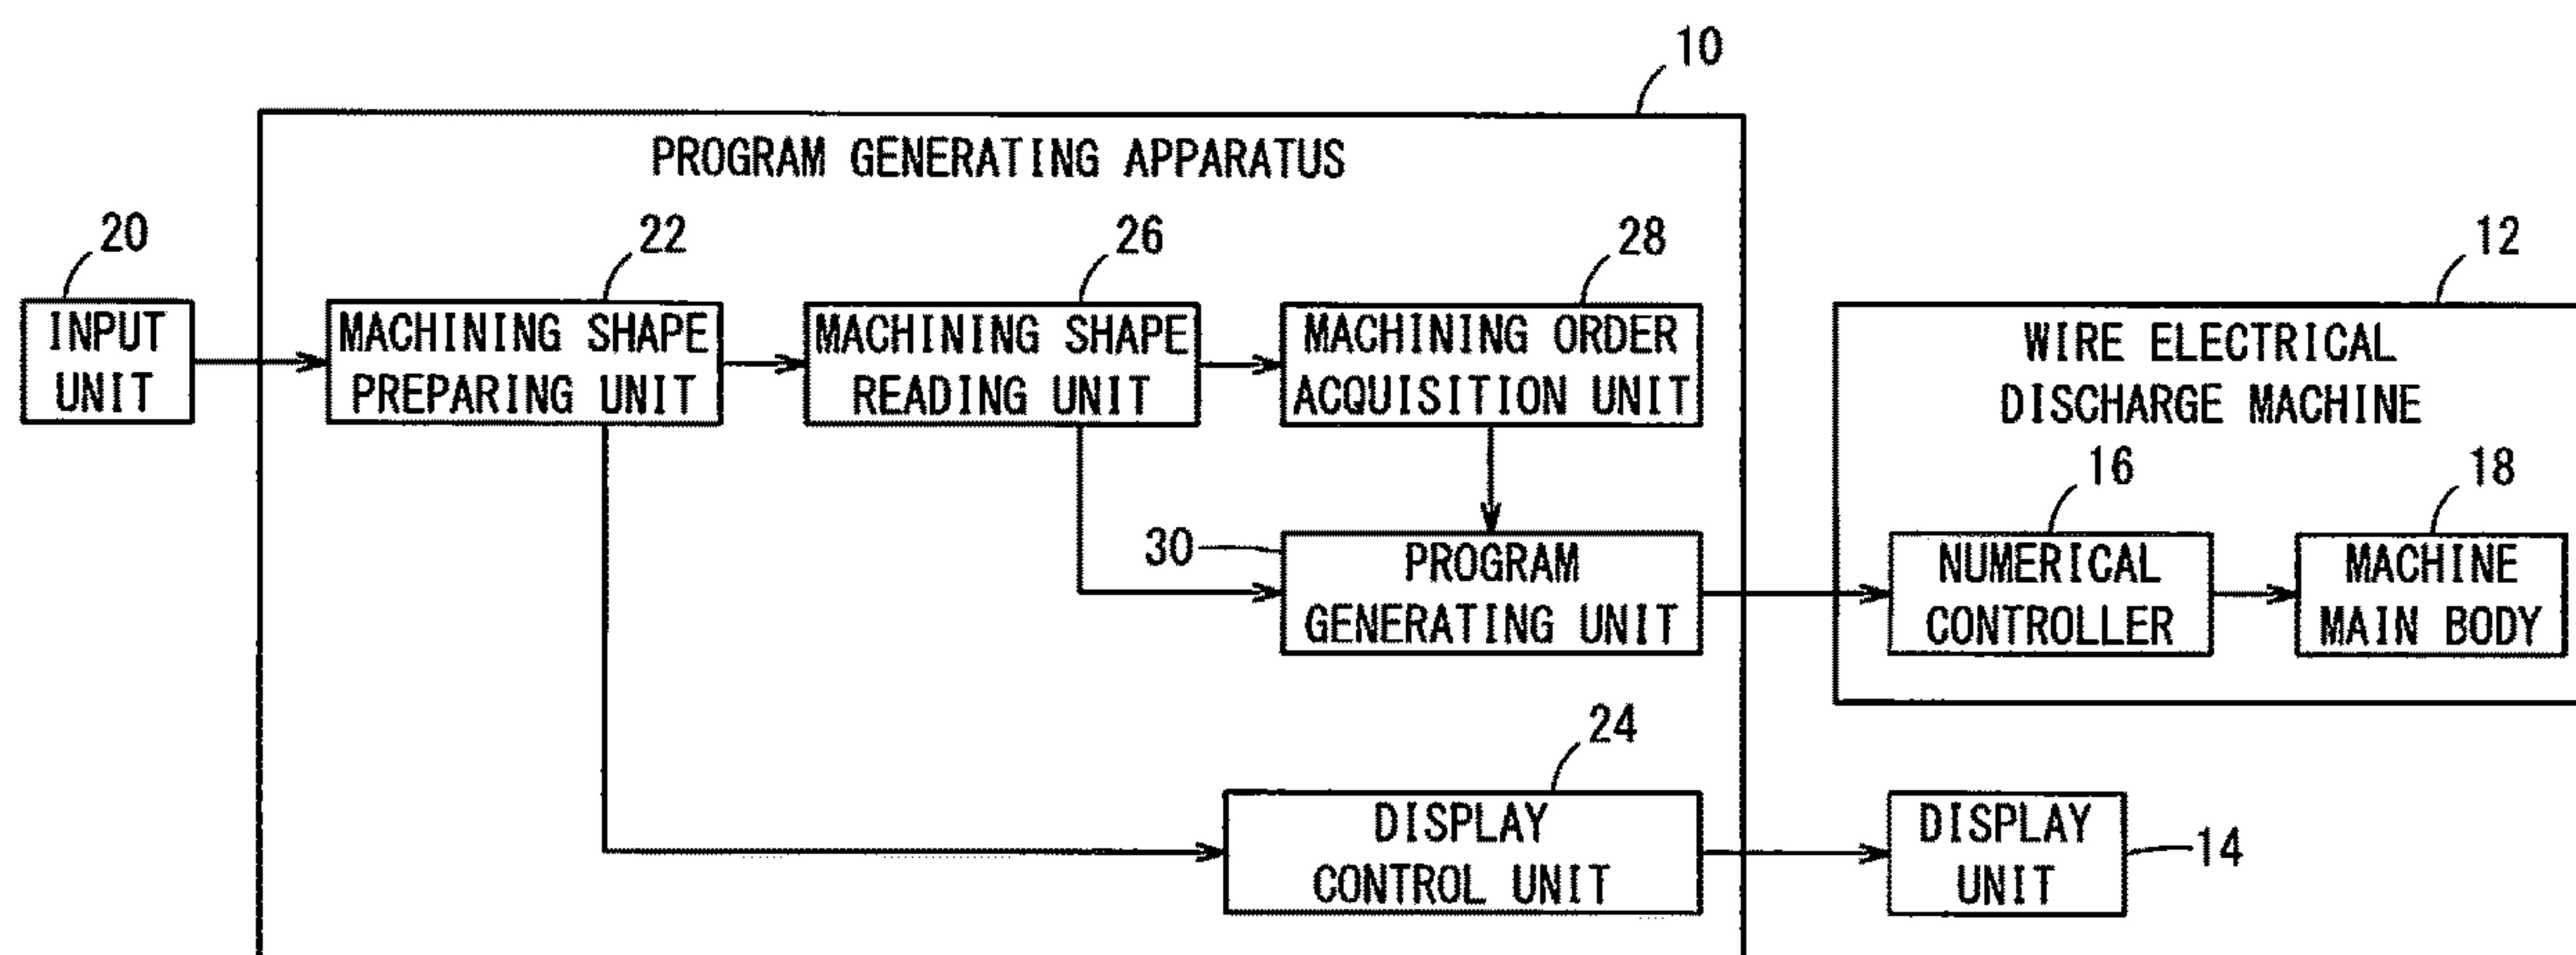 10
PROGRAM GENERATING APPARATUS
20
22
26
28
12
INPUT
UNIT
MACHINING SHAPE
PREPARING UNIT
MACHINING SHAPE
READING UNIT
MACHINING ORDER
ACQUISITION UNIT
WIRE ELECTRICAL
DISCHARGE MACHINE
16
18
30
PROGRAM
GENERATING UNIT
NUMERICAL
CONTROLLER
MACHINE
MAIN BODY
24
DISPLAY
CONTROL UNIT
DISPLAY
UNIT
14